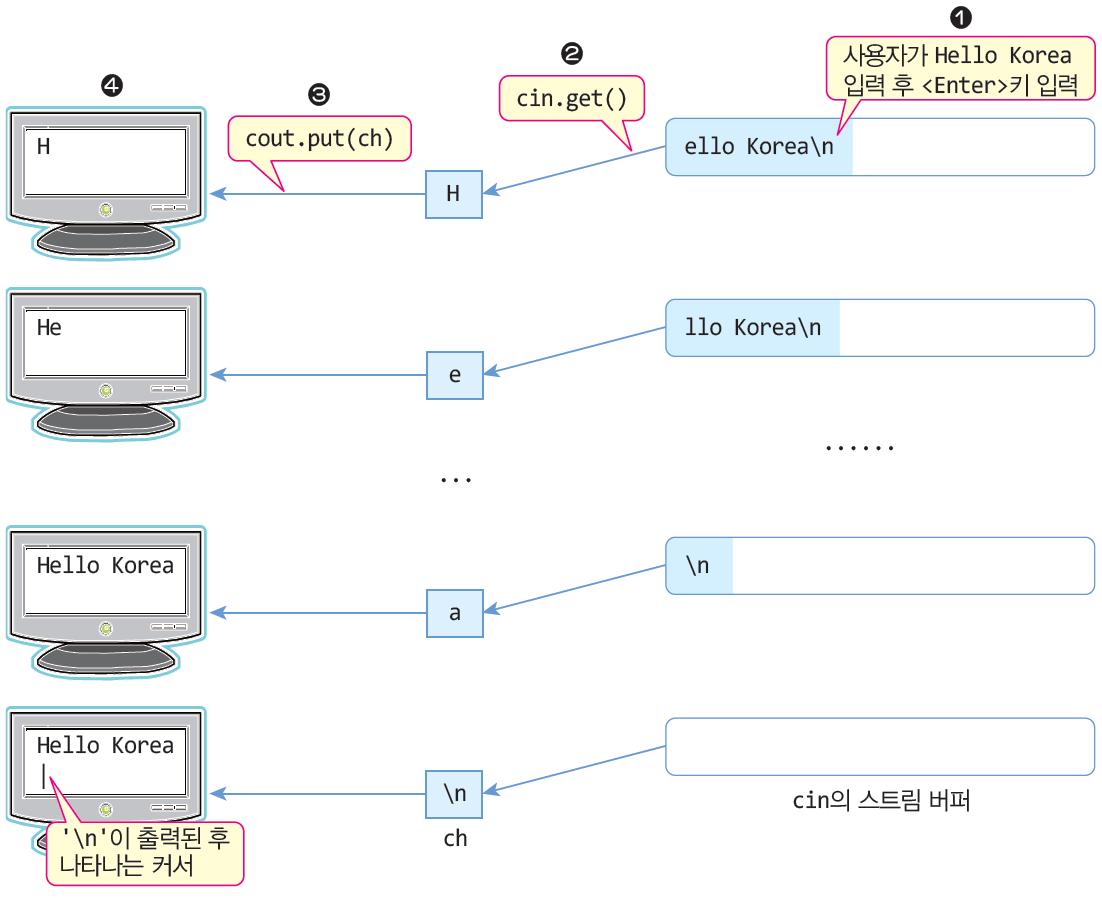 ❶
사용자가 Hello Korea
입력 후 <Enter>키 입력
❷
cin.get()
❸
cout.put(ch)
❹
H
H
ello Korea\n
He
e
llo Korea\n
......
...
Hello Korea
a
\n
Hello Korea
\n
'\n'이 출력된 후
나타나는 커서
ch
cin의 스트림 버퍼